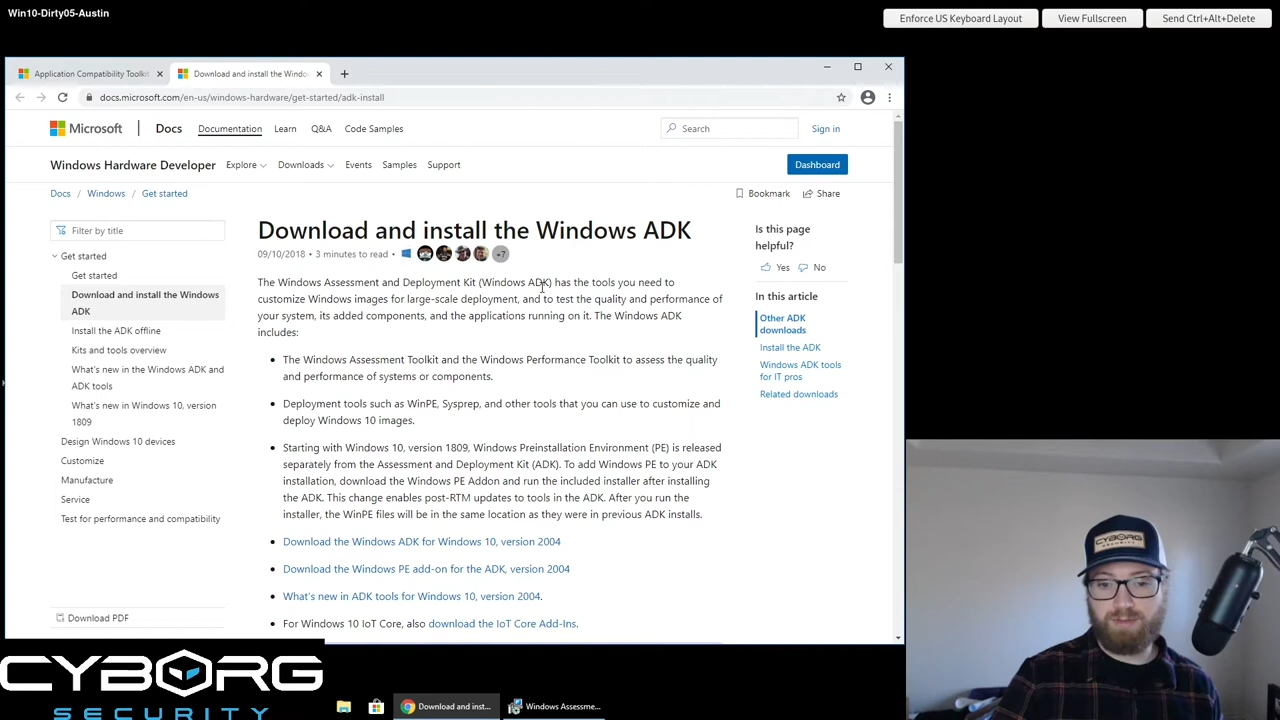 Win10-Dirty05-Austin
Enforce US Keyboard Layout
View Fullscreen
Send Ctrl+Alt+Delete
Application Compatibility Toolkit
Download and install the Windo
docs.microsoft.com/en-us/windows-hardware/get-started/adk-install
Microsoft
Docs
Documentation
Learn
Q&A
Code Samples
Search
Sign in
Windows Hardware Developer
Explore
Downloads
Events
Samples
Support
Dashboard
Docs / Windows / Get started
Bookmark
Share
Filter by title
Get started
Get started
Download and install the Windows
ADK
Install the ADK offline
Kits and tools overview
What's new in the Windows ADK and
ADK tools
What's new in Windows 10, version
1809
Design Windows 10 devices
Customize
Manufacture
Service
Test for performance and compatibility
Download PDF
Download and install the Windows ADK
09/10/2018 • 3 minutes to read •
+7
The Windows Assessment and Deployment Kit (Windows ADK) has the tools you need to
customize Windows images for large-scale deployment, and to test the quality and performance of
your system, its added components, and the applications running on it. The Windows ADK
includes:
• The Windows Assessment Toolkit and the Windows Performance Toolkit to assess the quality
and performance of systems or components.
• Deployment tools such as WinPE, Sysprep, and other tools that you can use to customize and
deploy Windows 10 images.
• Starting with Windows 10, version 1809, Windows Preinstallation Environment (PE) is released
separately from the Assessment and Deployment Kit (ADK). To add Windows PE to your ADK
installation, download the Windows PE Addon and run the included installer after installing
the ADK. This change enables post-RTM updates to tools in the ADK. After you run the
installer, the WinPE files will be in the same location as they were in previous ADK installs.
• Download the Windows ADK for Windows 10, version 2004
• Download the Windows PE add-on for the ADK, version 2004
• What's new in ADK tools for Windows 10, version 2004.
• For Windows 10 IoT Core, also download the IoT Core Add-Ins.
Is this page
helpful?
Yes
No
In this article
Other ADK
downloads
Install the ADK
Windows ADK tools
for IT pros
Related downloads
CYBORG
SECURITY
Download and inst...
Windows Assessme...
CYBORG
SECURITY